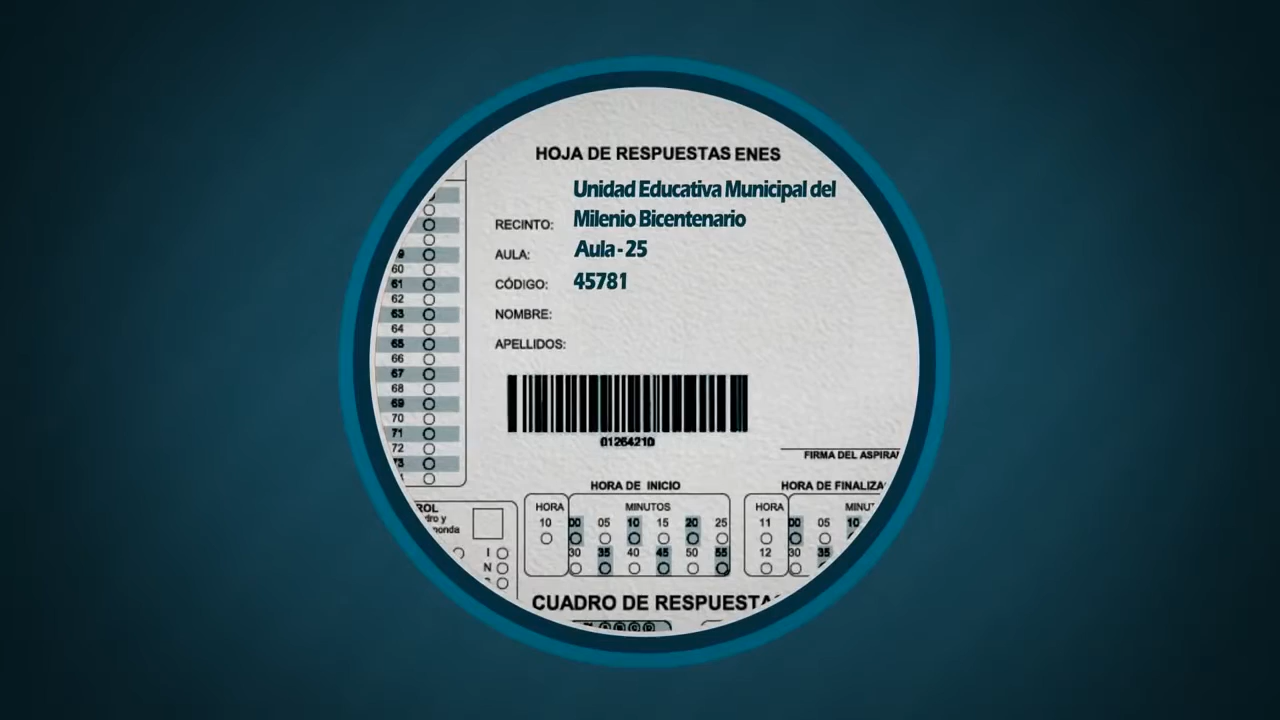 HOJA DE RESPUESTAS ENES
Unidad Educativa Municipal del
RECINTO: Milenio Bicentenario
AULA: Aula - 25
CÓDIGO: 45781
NOMBRE:
APELLIDOS:
60
61
62
63
64
65
66
67
68
69
70
71
72
01264210
FIRMA DEL ASPIRA
HORA DE INICIO
HORA MINUTOS
10 00 05 10 15 20 25
30 35 40 45 50 55
HORA DE FINALIZA
HORA MINUT
11 00 05 10
12 30 35
I
N
CUADRO DE RESPUESTAS